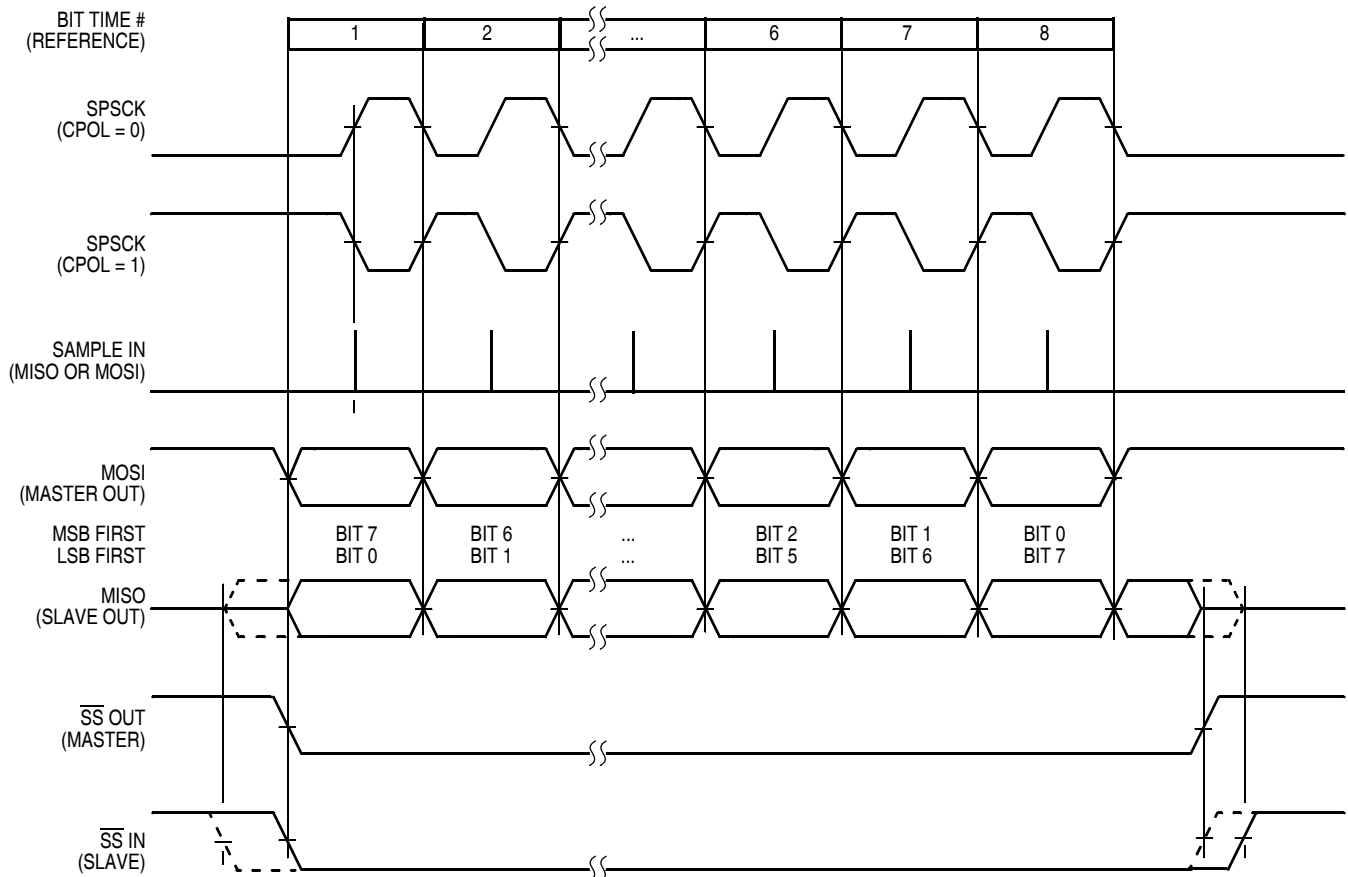 BIT TIME #
(REFERENCE)
1 2 ... 6 7 8
SPSCK
(CPOL = 0)
SPSCK
(CPOL = 1)
SAMPLE IN
(MISO OR MOSI)
MOSI
(MASTER OUT)
MSB FIRST BIT 7 BIT 6 ... BIT 2 BIT 1 BIT 0
LSB FIRST BIT 0 BIT 1 ... BIT 5 BIT 6 BIT 7
MISO
(SLAVE OUT)
S̅S̅ OUT
(MASTER)
S̅S̅ IN
(SLAVE)